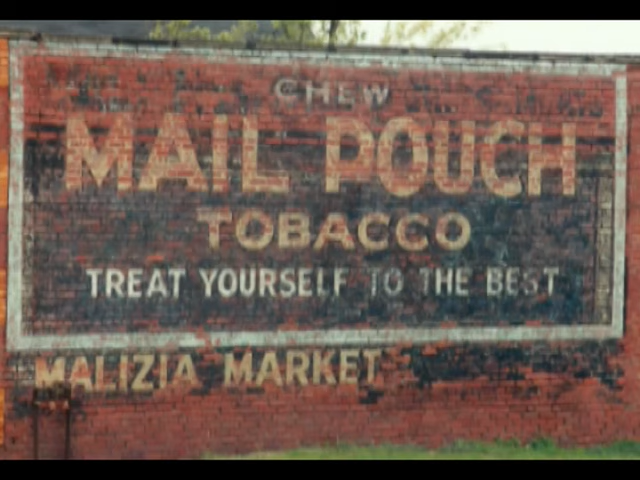 CHEW
MAIL POUCH
TOBACCO
TREAT YOURSELF TO THE BEST
MALIZIA MARKET